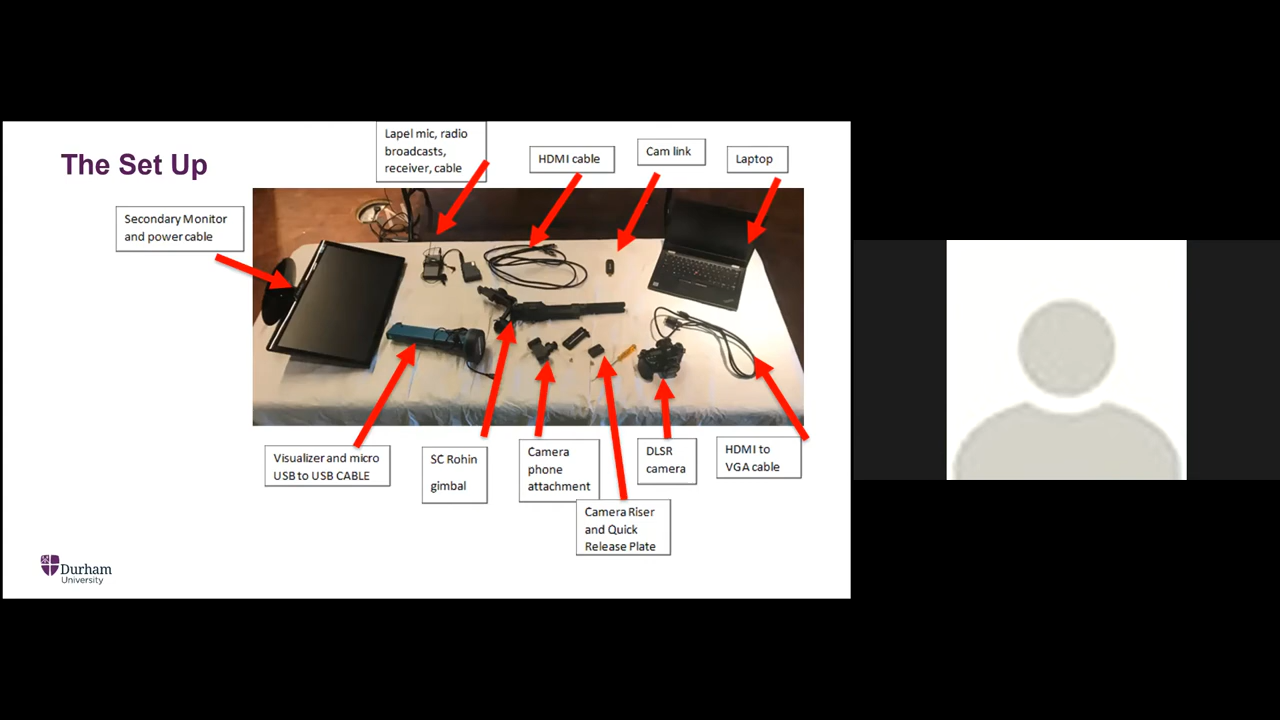 The Set Up
Lapel mic, radio
broadcasts,
receiver, cable
HDMI cable
Cam link
Laptop
Secondary Monitor
and power cable
Visualizer and micro
USB to USB CABLE
SC Rohin
gimbal
Camera
phone
attachment
DLSR
camera
HDMI to
VGA cable
Camera Riser
and Quick
Release Plate
Durham
University